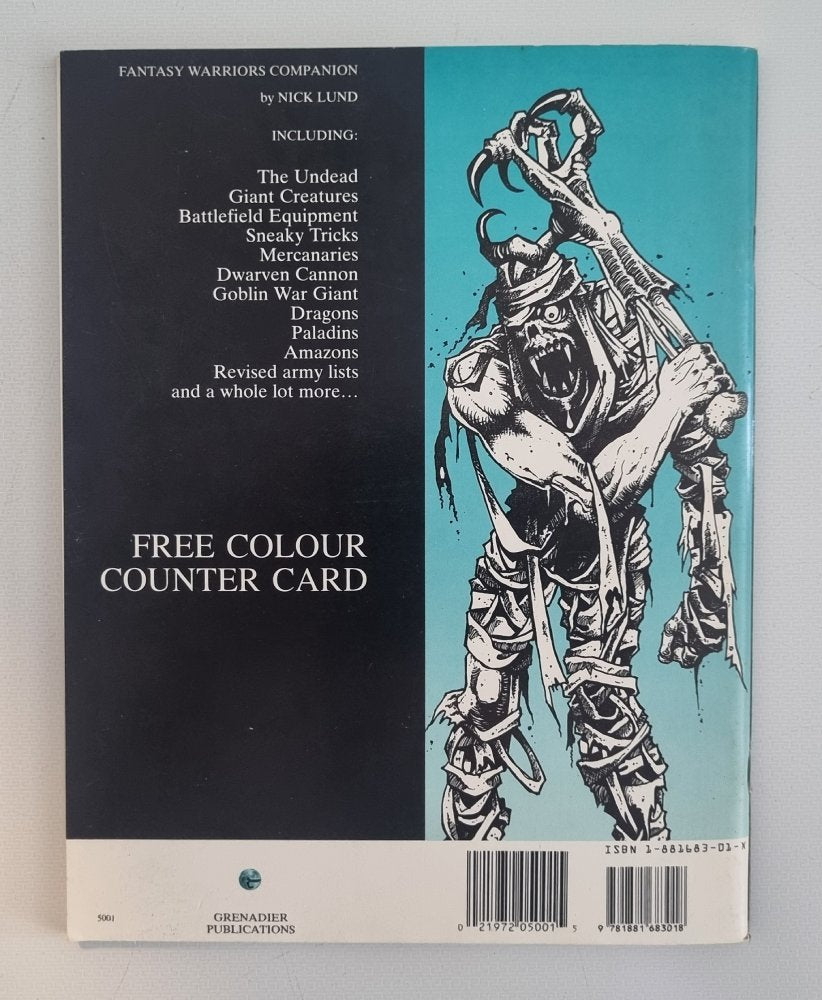 FANTASY WARRIORS COMPANION
by NICK LUND
INCLUDING:
The Undead
Giant Creatures
Battlefield Equipment
Sneaky Tricks
Mercanaries
Dwarven Cannon
Goblin War Giant
Dragons
Paladins
Amazons
Revised army lists
and a whole lot more...
FREE COLOUR
COUNTER CARD
ISBN 1-881683-01-X
5001
GRENADIER
PUBLICATIONS
0 21972 05001 5
9 781881 683018